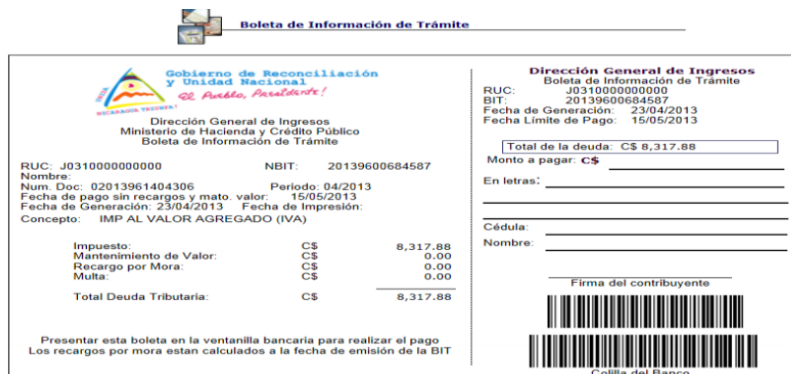 Boleta de Información de Trámite
Gobierno de Reconciliación
y Unidad Nacional
El Pueblo, Presidente!
Dirección General de Ingresos
Ministerio de Hacienda y Crédito Público
Boleta de Información de Trámite
RUC: J0310000000000 NBIT: 20139600684587
Nombre:
Num. Doc: 02013961404306 Periodo: 04/2013
Fecha de pago sin recargos y mato. valor: 15/05/2013
Fecha de Generación: 23/04/2013 Fecha de Impresión:
Concepto: IMP AL VALOR AGREGADO (IVA)
Impuesto: C$ 8,317.88
Mantenimiento de Valor: C$ 0.00
Recargo por Mora: C$ 0.00
Multa: C$ 0.00
Total Deuda Tributaria: C$ 8,317.88
Presentar esta boleta en la ventanilla bancaria para realizar el pago
Los recargos por mora estan calculados a la fecha de emisión de la BIT
Dirección General de Ingresos
Boleta de Información de Trámite
RUC: J0310000000000
BIT: 20139600684587
Fecha de Generación: 23/04/2013
Fecha Límite de Pago: 15/05/2013
Total de la deuda: C$ 8,317.88
Monto a pagar: C$
En letras:
Cédula:
Nombre:
Firma del contribuyente
Colilla del Banco